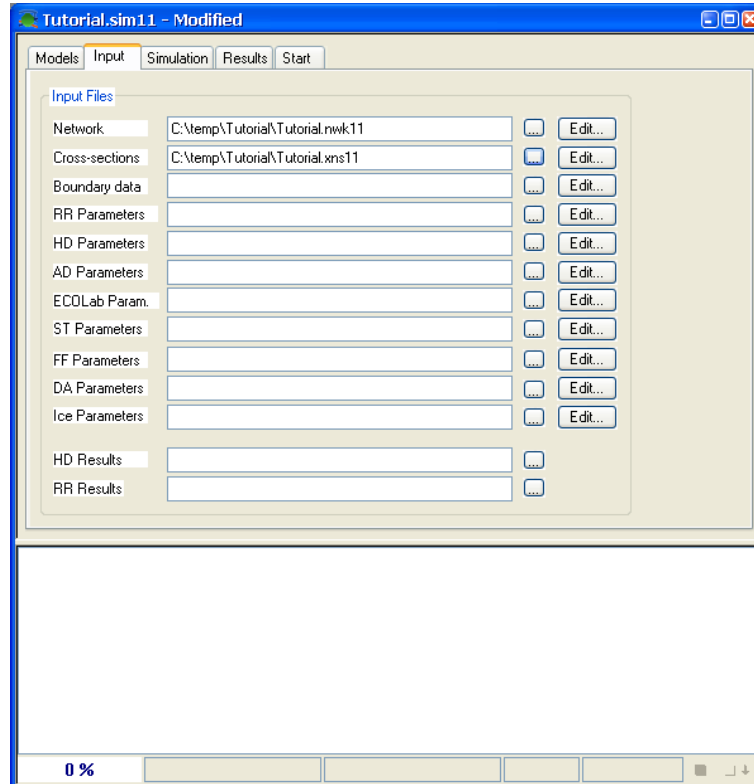 Tutorial.sim11 - Modified
Models Input Simulation Results Start
Input Files
Network C:\temp\Tutorial\Tutorial.nwk11 ... Edit...
Cross-sections C:\temp\Tutorial\Tutorial.xns11 ... Edit...
Boundary data ... Edit...
RR Parameters ... Edit...
HD Parameters ... Edit...
AD Parameters ... Edit...
ECOLab Param. ... Edit...
ST Parameters ... Edit...
FF Parameters ... Edit...
DA Parameters ... Edit...
Ice Parameters ... Edit...
HD Results ...
RR Results ...
0 %